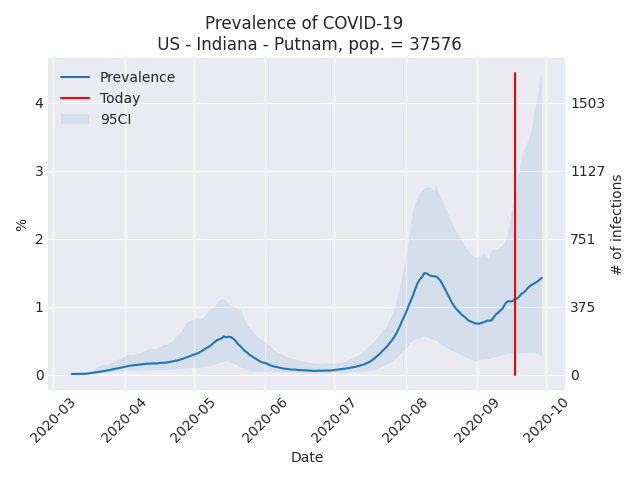 Prevalence of COVID-19
US - Indiana - Putnam, pop. = 37576
Prevalence
Today
95CI
4
3
2
1
0
%
1503
1127
751
375
0
# of infections
2020-03
2020-04
2020-05
2020-06
2020-07
2020-08
2020-09
2020-10
Date